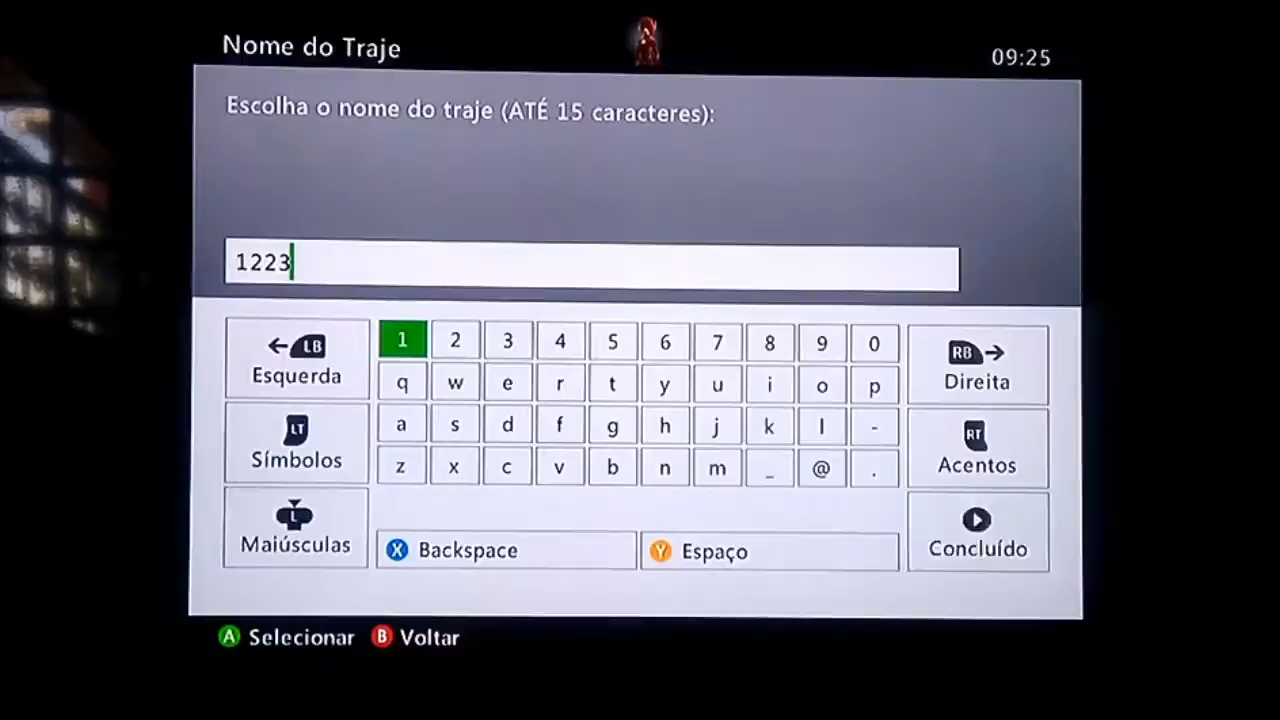 Nome do Traje
09:25
Escolha o nome do traje (ATÉ 15 caracteres):
1223
LB
Esquerda
1 2 3 4 5 6 7 8 9 0
RB
Direita
q w e r t y u i o p
LT
Símbolos
a s d f g h j k l -
RT
Acentos
z x c v b n m _ @ .
L
Maiúsculas
X Backspace
Y Espaço
Concluído
A Selecionar B Voltar